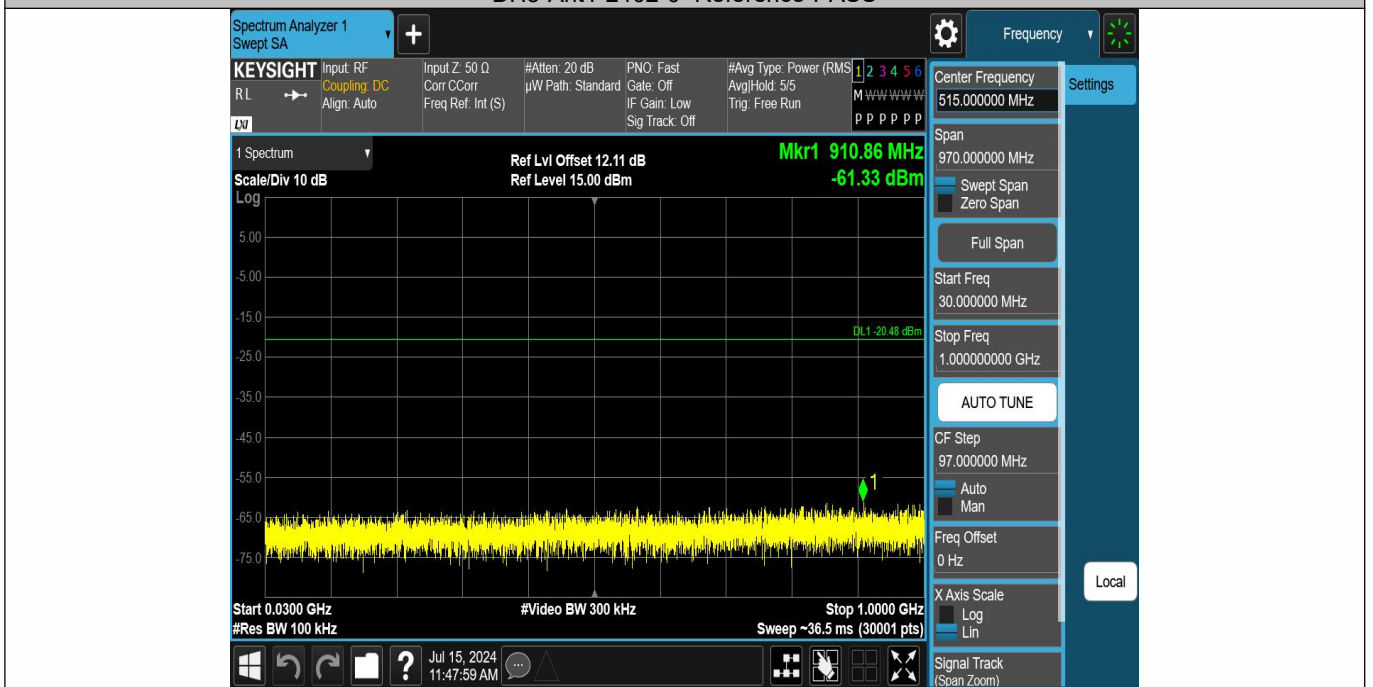 Spectrum Analyzer 1
Swept SA
+
Frequency
KEYSIGHT
RL
LXI
Input: RF
Coupling: DC
Align: Auto
Input Z: 50 Ω
Corr CCorr
Freq Ref: Int (S)
#Atten: 20 dB
µW Path: Standard
PNO: Fast
Gate: Off
IF Gain: Low
Sig Track: Off
#Avg Type: Power (RMS
Avg|Hold: 5/5
Trig: Free Run
1 2 3 4 5 6
M W W W W W
P P P P P P
1 Spectrum
Scale/Div 10 dB
Log
Ref Lvl Offset 12.11 dB
Ref Level 15.00 dBm
Mkr1 910.86 MHz
-61.33 dBm
5.00
-5.00
-15.0
DL1 -20.48 dBm
-25.0
-35.0
-45.0
-55.0
1
-65.0
-75.0
Start 0.0300 GHz
#Res BW 100 kHz
#Video BW 300 kHz
Stop 1.0000 GHz
Sweep ~36.5 ms (30001 pts)
?
Jul 15, 2024
11:47:59 AM
Center Frequency
515.000000 MHz
Settings
Span
970.000000 MHz
Swept Span
Zero Span
Full Span
Start Freq
30.000000 MHz
Stop Freq
1.000000000 GHz
AUTO TUNE
CF Step
97.000000 MHz
Auto
Man
Freq Offset
0 Hz
X Axis Scale
Log
Lin
Local
Signal Track
(Span Zoom)